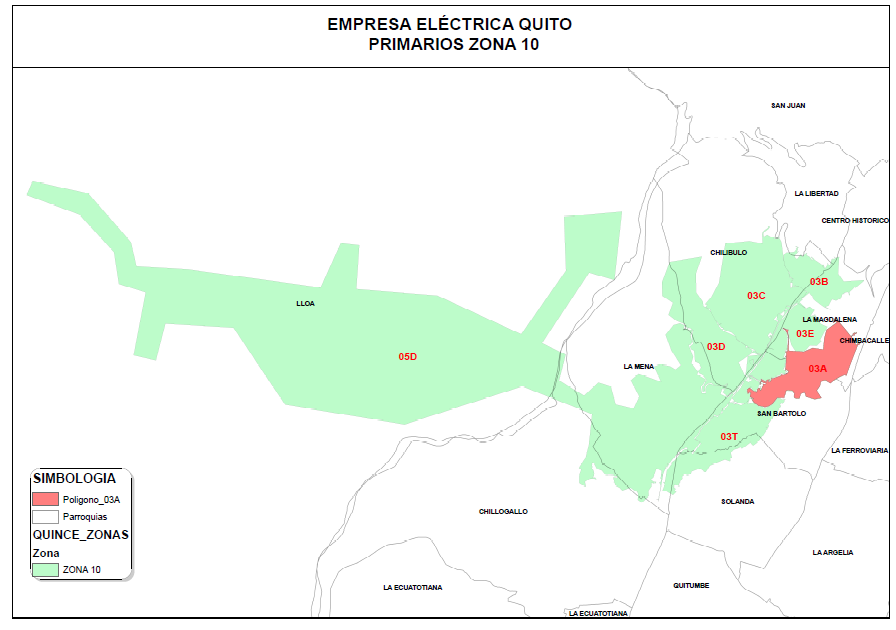 EMPRESA ELÉCTRICA QUITO
PRIMARIOS ZONA 10
SAN JUAN
LA LIBERTAD
CENTRO HISTORICO
CHILIBULO
03B
03C
LLOA
LA MAGDALENA
03E
CHIMBACALLE
03D
05D
LA MENA
03A
SAN BARTOLO
03T
LA FERROVIARIA
SIMBOLOGIA
Poligono_03A
Parroquias
QUINCE_ZONAS
Zona
ZONA 10
SOLANDA
CHILLOGALLO
LA ARGELIA
LA ECUATOTIANA
QUITUMBE
LA ECUATOTIANA